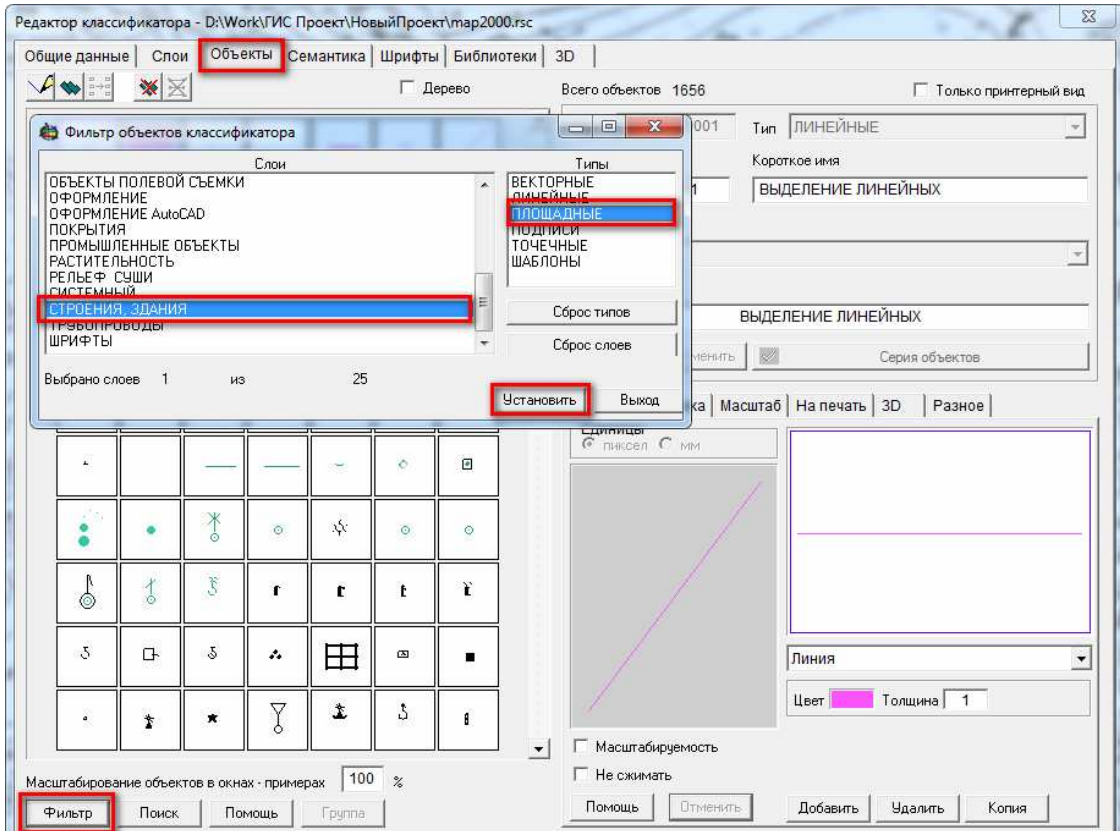 Редактор классификатора - D:\Work\ГИС Проект\НовыйПроект\map2000.rsc
Общие данные Слои Объекты Семантика Шрифты Библиотеки 3D
Дерево
Всего объектов 1656
Только принтерный вид
Фильтр объектов классификатора
Слои
Типы
ОБЪЕКТЫ ПОЛЕВОЙ СЪЕМКИ
ОФОРМЛЕНИЕ
ОФОРМЛЕНИЕ AutoCAD
ПОКРЫТИЯ
ПРОМЫШЛЕННЫЕ ОБЪЕКТЫ
РАСТИТЕЛЬНОСТЬ
РЕЛЬЕФ СУШИ
СИСТЕМНЫЙ
СТРОЕНИЯ, ЗДАНИЯ
ТРУБОПРОВОДЫ
ШРИФТЫ
ВЕКТОРНЫЕ
ЛИНЕЙНЫЕ
ПЛОЩАДНЫЕ
ПОДПИСИ
ТОЧЕЧНЫЕ
ШАБЛОНЫ
Сброс типов
Сброс слоев
Выбрано слоев 1 из 25
Установить Выход
001 Тип ЛИНЕЙНЫЕ
Короткое имя
1 ВЫДЕЛЕНИЕ ЛИНЕЙНЫХ
ВЫДЕЛЕНИЕ ЛИНЕЙНЫХ
менить Серия объектов
ка Масштаб На печать 3D Разное
Единицы
пиксел мм
Линия
Цвет Толщина 1
Масштабируемость
Не сжимать
Масштабирование объектов в окнах - примерах 100 %
Фильтр Поиск Помощь Группа
Помощь Отменить Добавить Удалить Копия